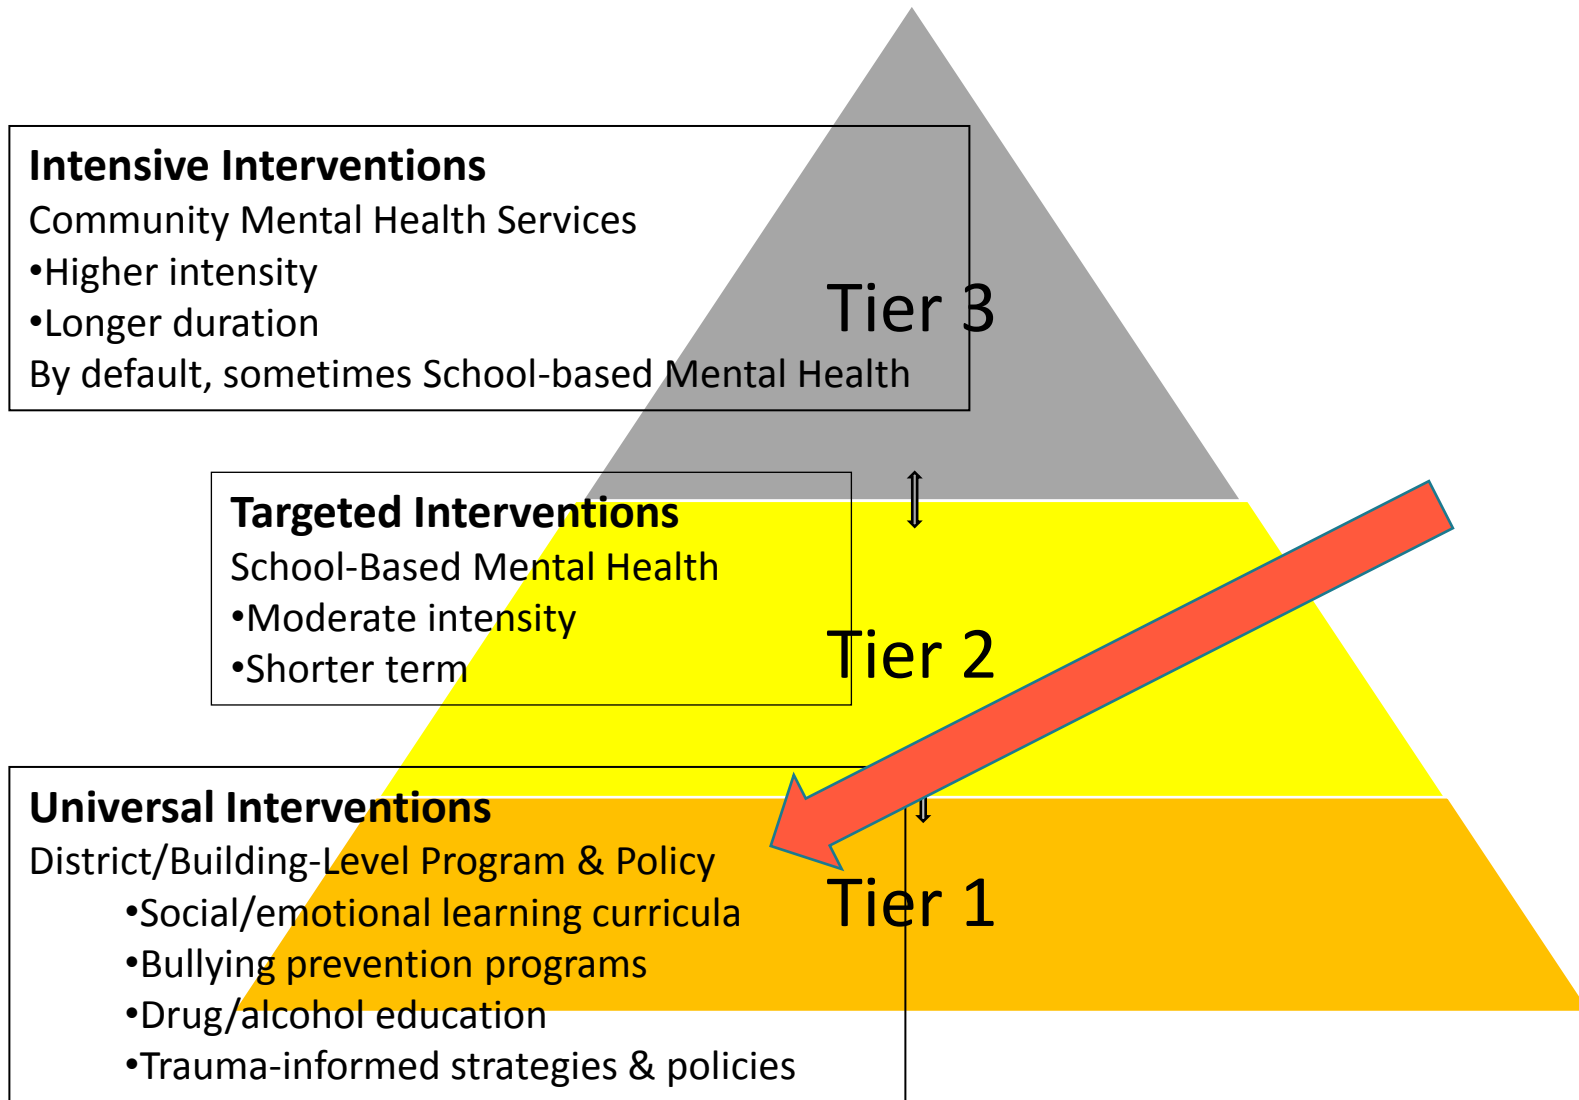 Intensive Interventions
Community Mental Health Services
•Higher intensity
•Longer duration
By default, sometimes School-based Mental Health
Tier 3
Targeted Interventions
School-Based Mental Health
•Moderate intensity
•Shorter term
Tier 2
Universal Interventions
District/Building-Level Program & Policy
•Social/emotional learning curricula
•Bullying prevention programs
•Drug/alcohol education
•Trauma-informed strategies & policies
Tier 1